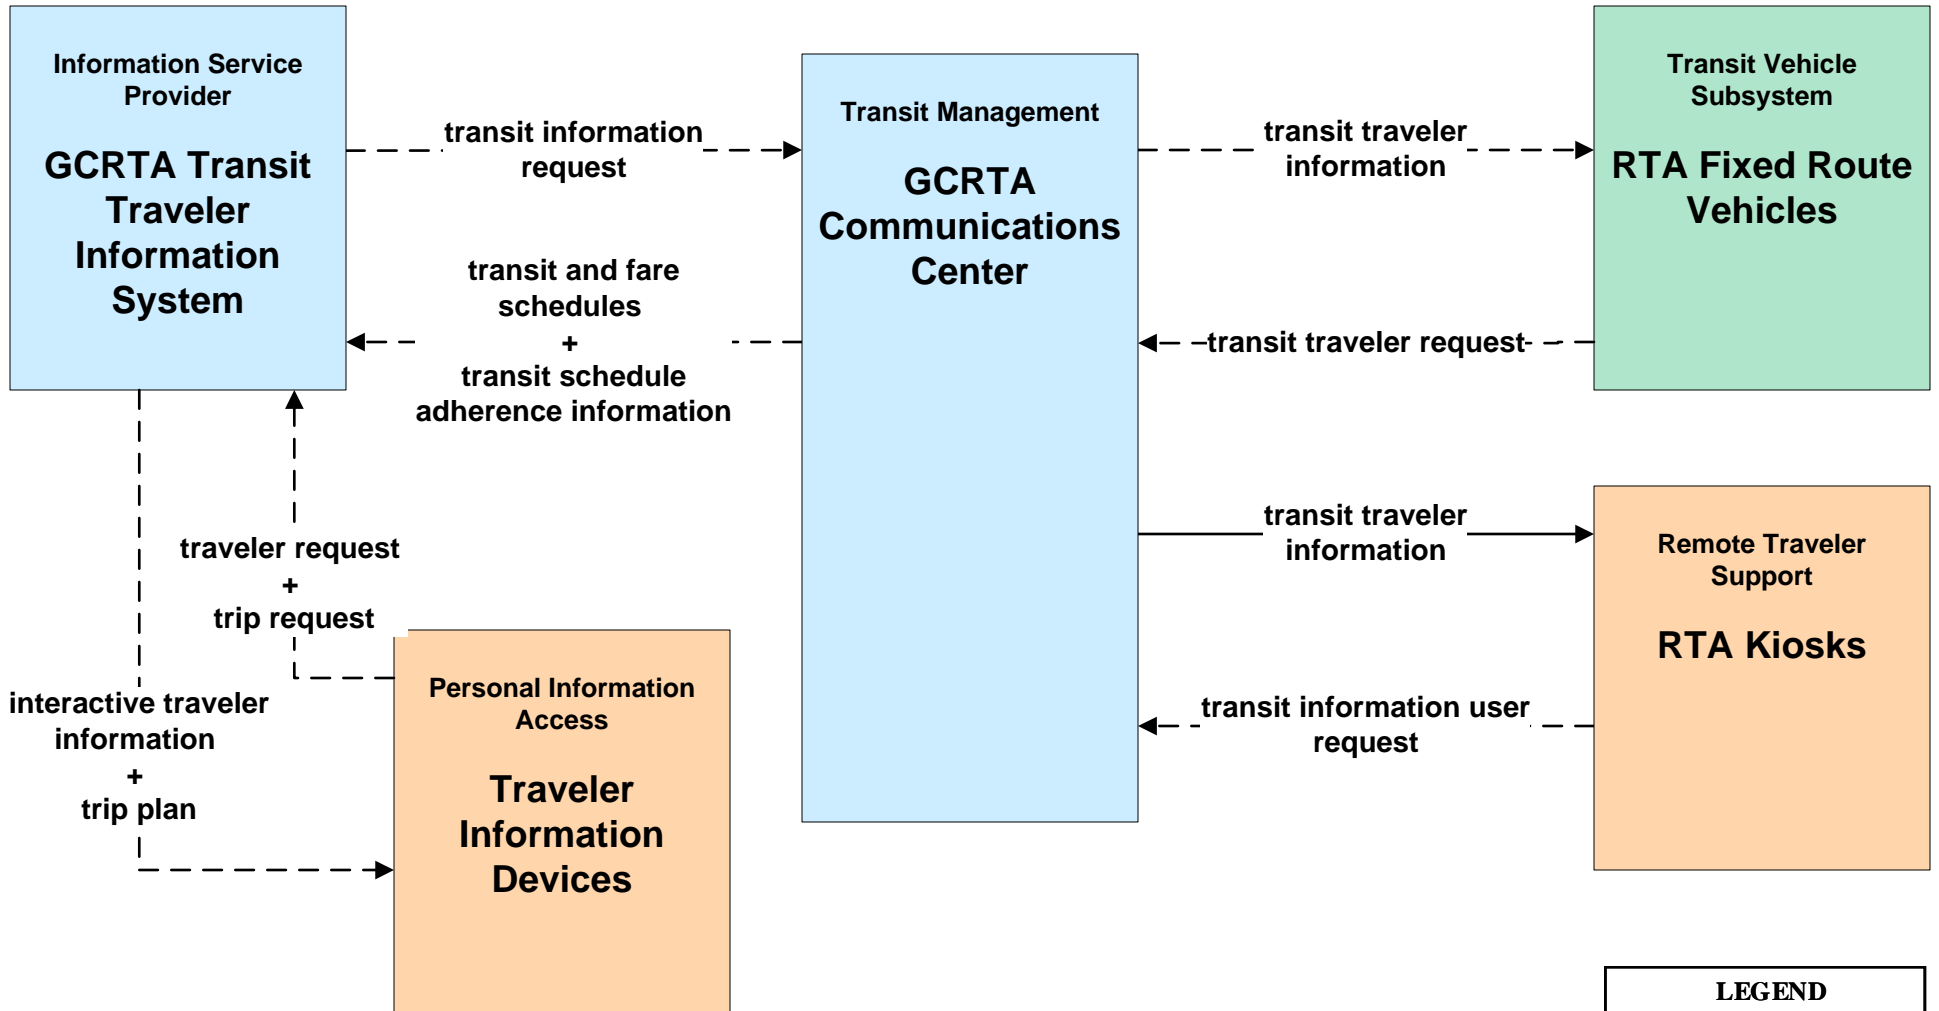 Information Service
Provider
GCRTA Transit
Traveler
Information
System
transit information
request
transit and fare
schedules
+
transit schedule
adherence information
Transit Management
GCRTA
Communications
Center
transit traveler
information
transit traveler request
Transit Vehicle
Subsystem
RTA Fixed Route
Vehicles
transit traveler
information
transit information user
request
Remote Traveler
Support
RTA Kiosks
traveler request
+
trip request
interactive traveler
information
+
trip plan
Personal Information
Access
Traveler
Information
Devices
LEGEND